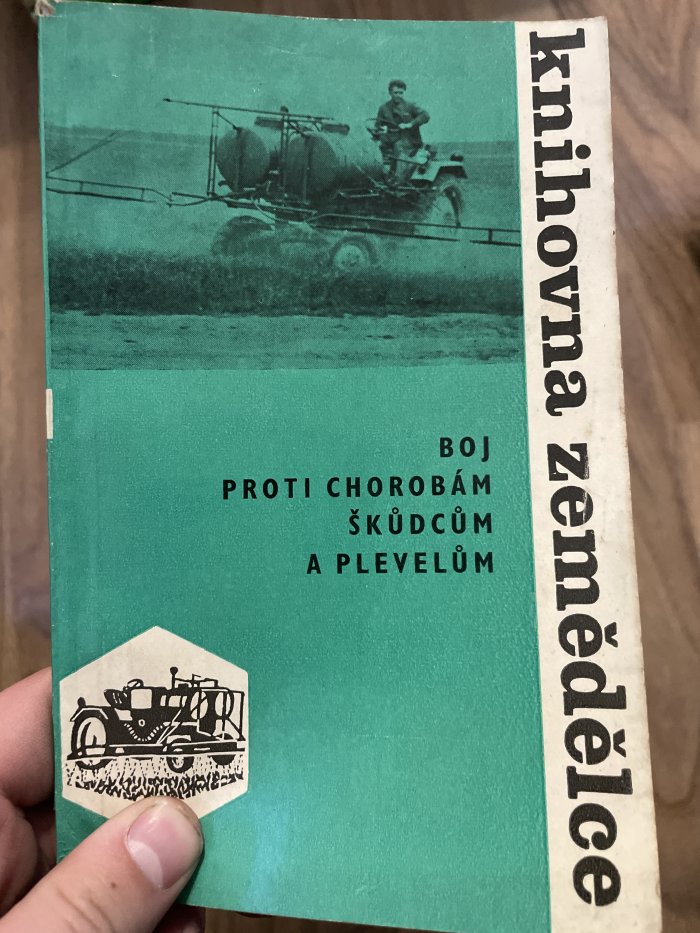 BOJ
PROTI CHOROBÁM
ŠKŮDCŮM
A PLEVELŮM
knihovna zemědělce